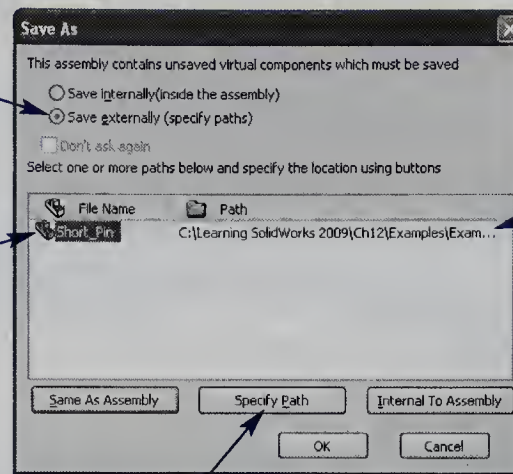 Save As
This assembly contains unsaved virtual components which must be saved
Save internally(inside the assembly)
Save externally (specify paths)
Don't ask again
Select one or more paths below and specify the location using buttons
File Name Path
Short_Pin C:\Learning SolidWorks 2009\Ch12\Examples\Exam...
Same As Assembly Specify Path Internal To Assembly
OK Cancel